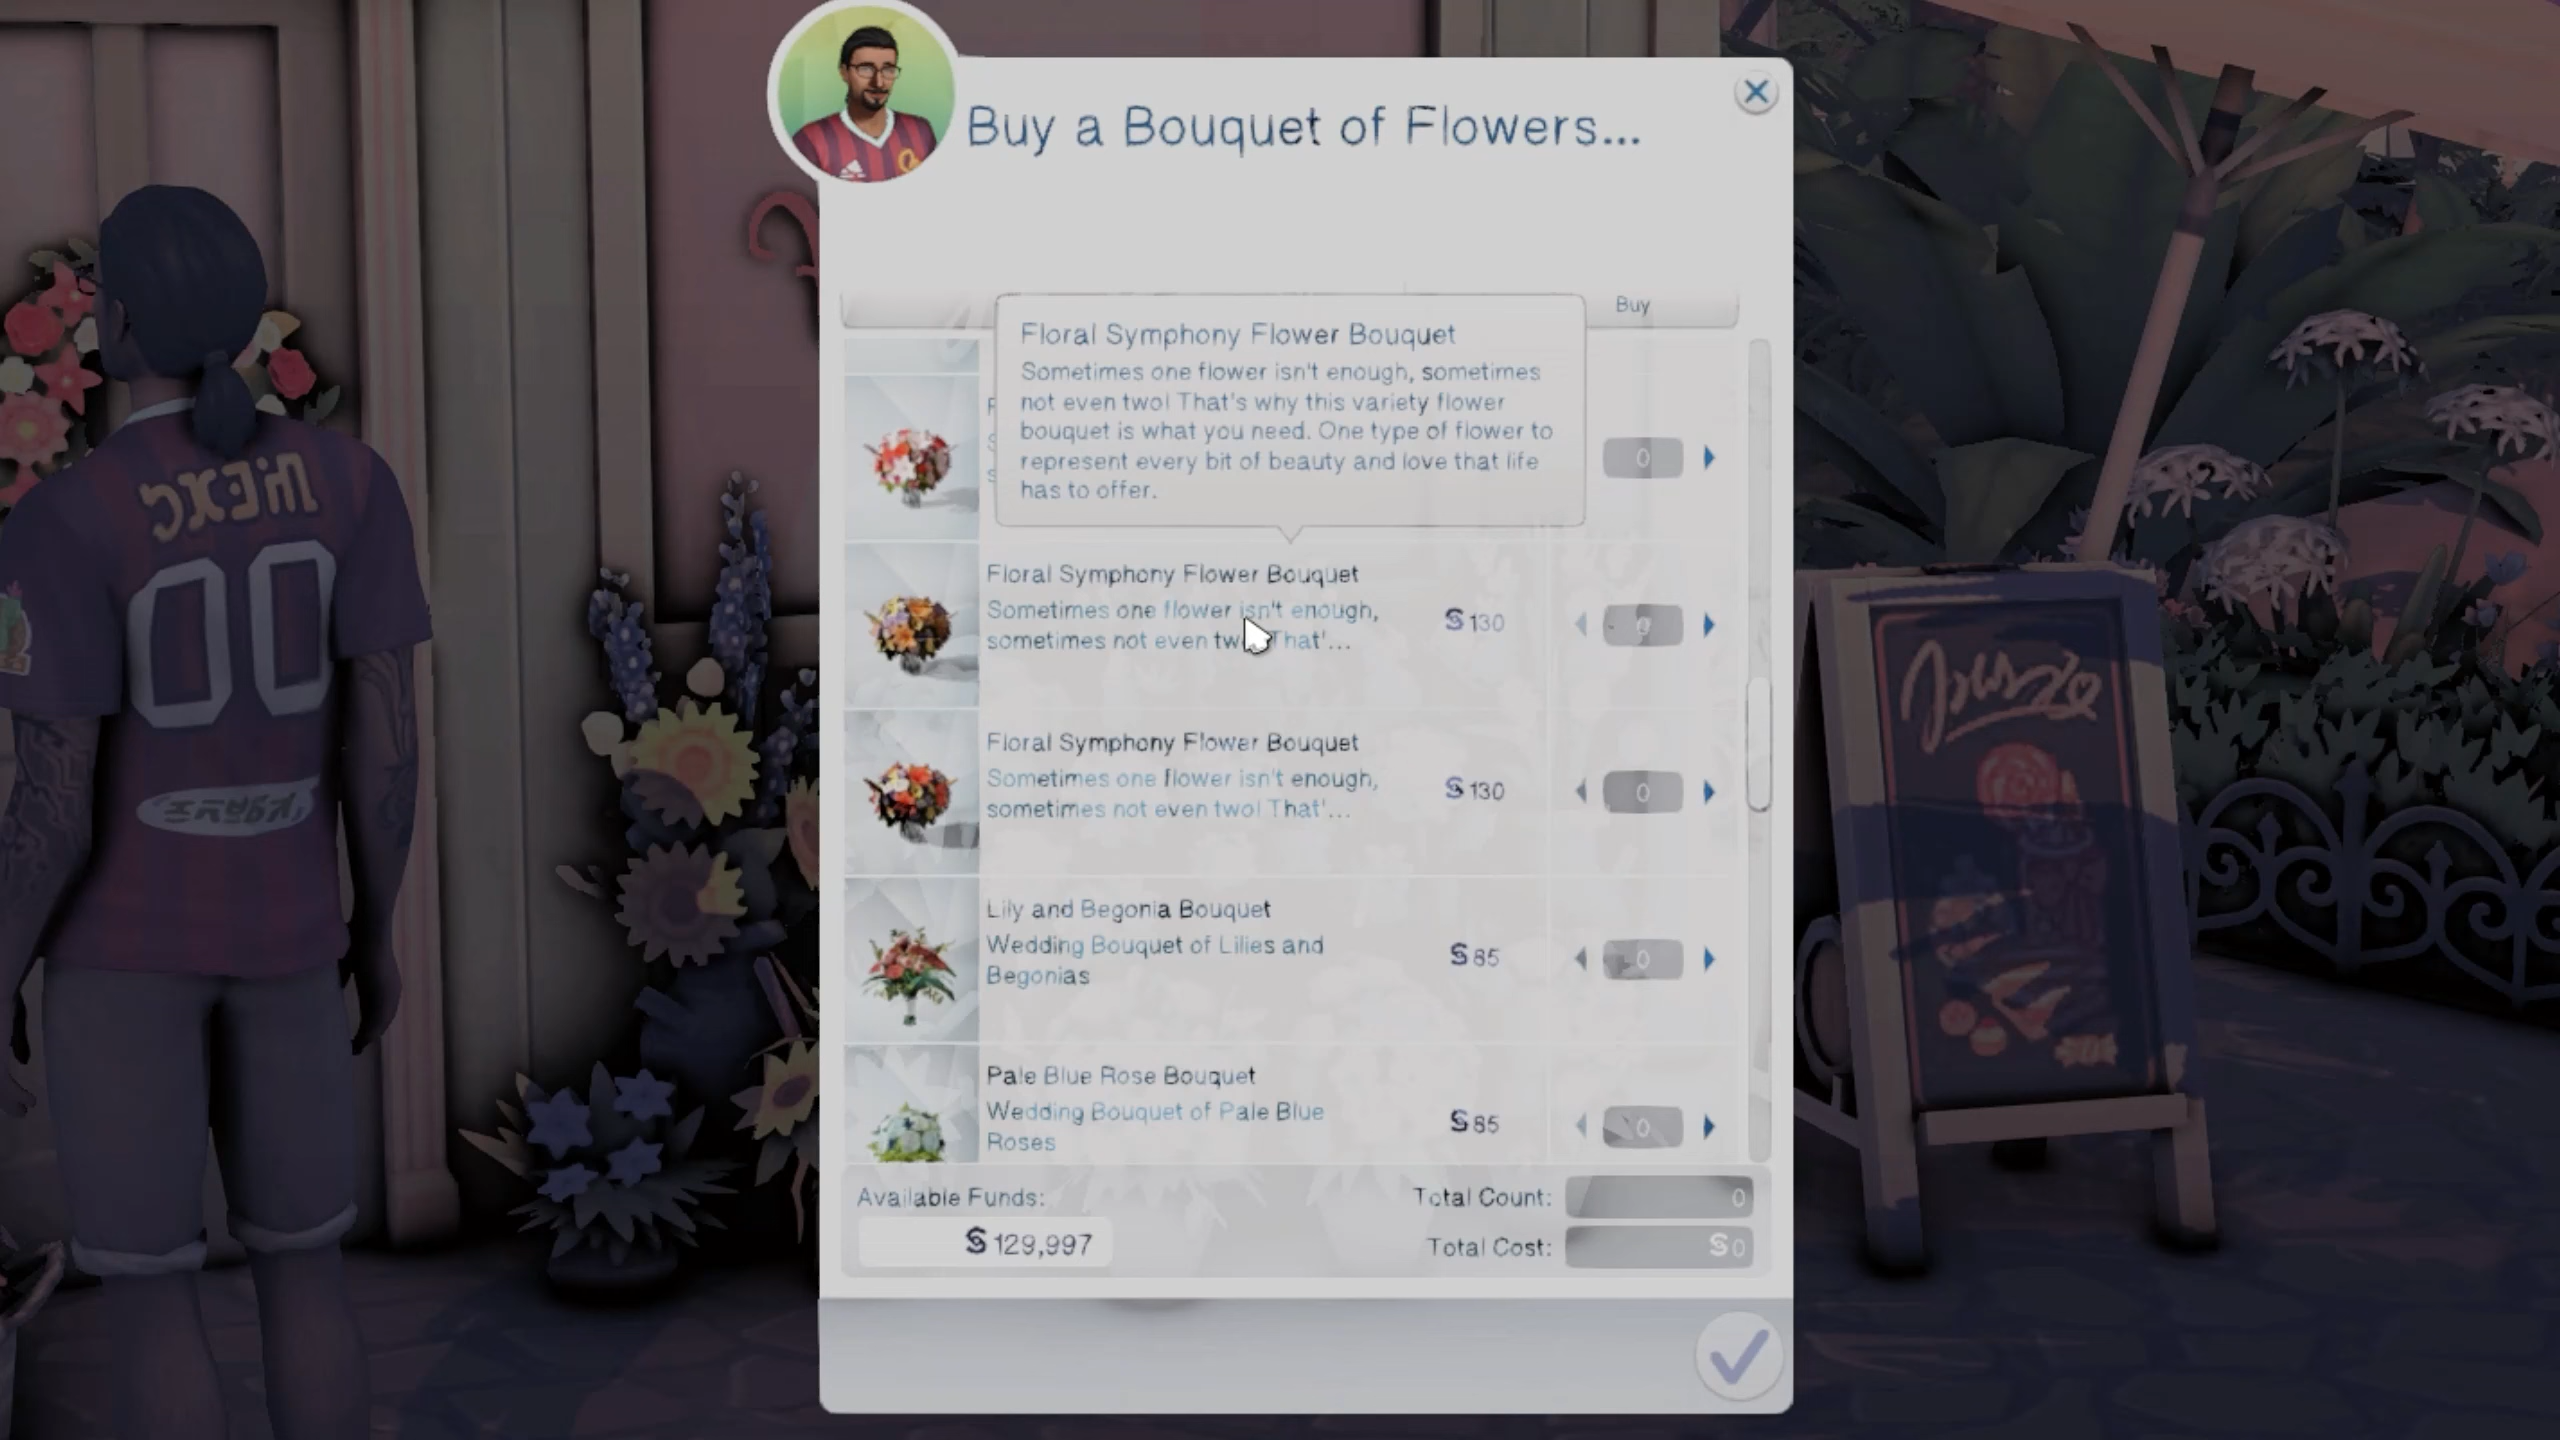 Buy a Bouquet of Flowers...
Buy
Floral Symphony Flower Bouquet
Sometimes one flower isn't enough, sometimes
not even two! That's why this variety flower
bouquet is what you need. One type of flower to
represent every bit of beauty and love that life
has to offer.
0
Floral Symphony Flower Bouquet
Sometimes one flower isn't enough,
sometimes not even two! That'...
§130
0
Floral Symphony Flower Bouquet
Sometimes one flower isn't enough,
sometimes not even two! That'...
§130
0
Lily and Begonia Bouquet
Wedding Bouquet of Lilies and
Begonias
§85
0
Pale Blue Rose Bouquet
Wedding Bouquet of Pale Blue
Roses
§85
0
Available Funds:
§129,997
Total Count:
0
Total Cost:
§0
00